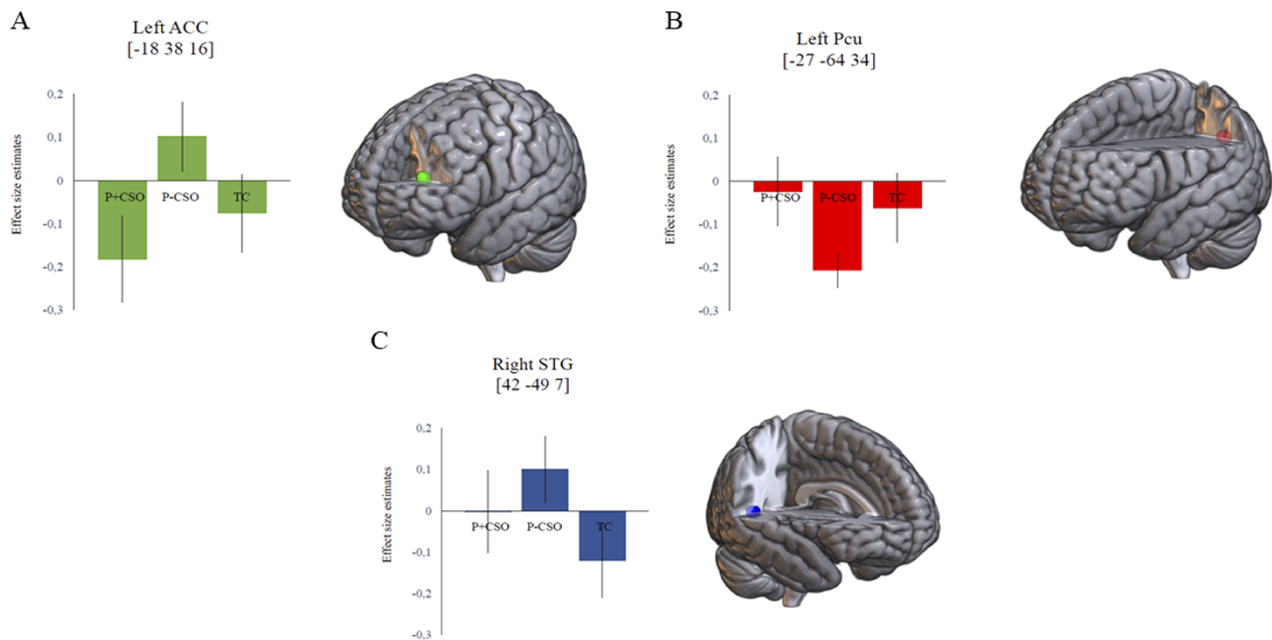 A
Left ACC
[-18 38 16]
Effect size estimates
0,2
0,1
0
-0,1
-0,2
-0,3
P+CSO
P-CSO
TC
B
Left Pcu
[-27 -64 34]
Effect size estimates
0,2
0,1
0
-0,1
-0,2
-0,3
P+CSO
P-CSO
TC
C
Right STG
[42 -49 7]
Effect size estimates
0,2
0,1
0
-0,1
-0,2
-0,3
P+CSO
P-CSO
TC